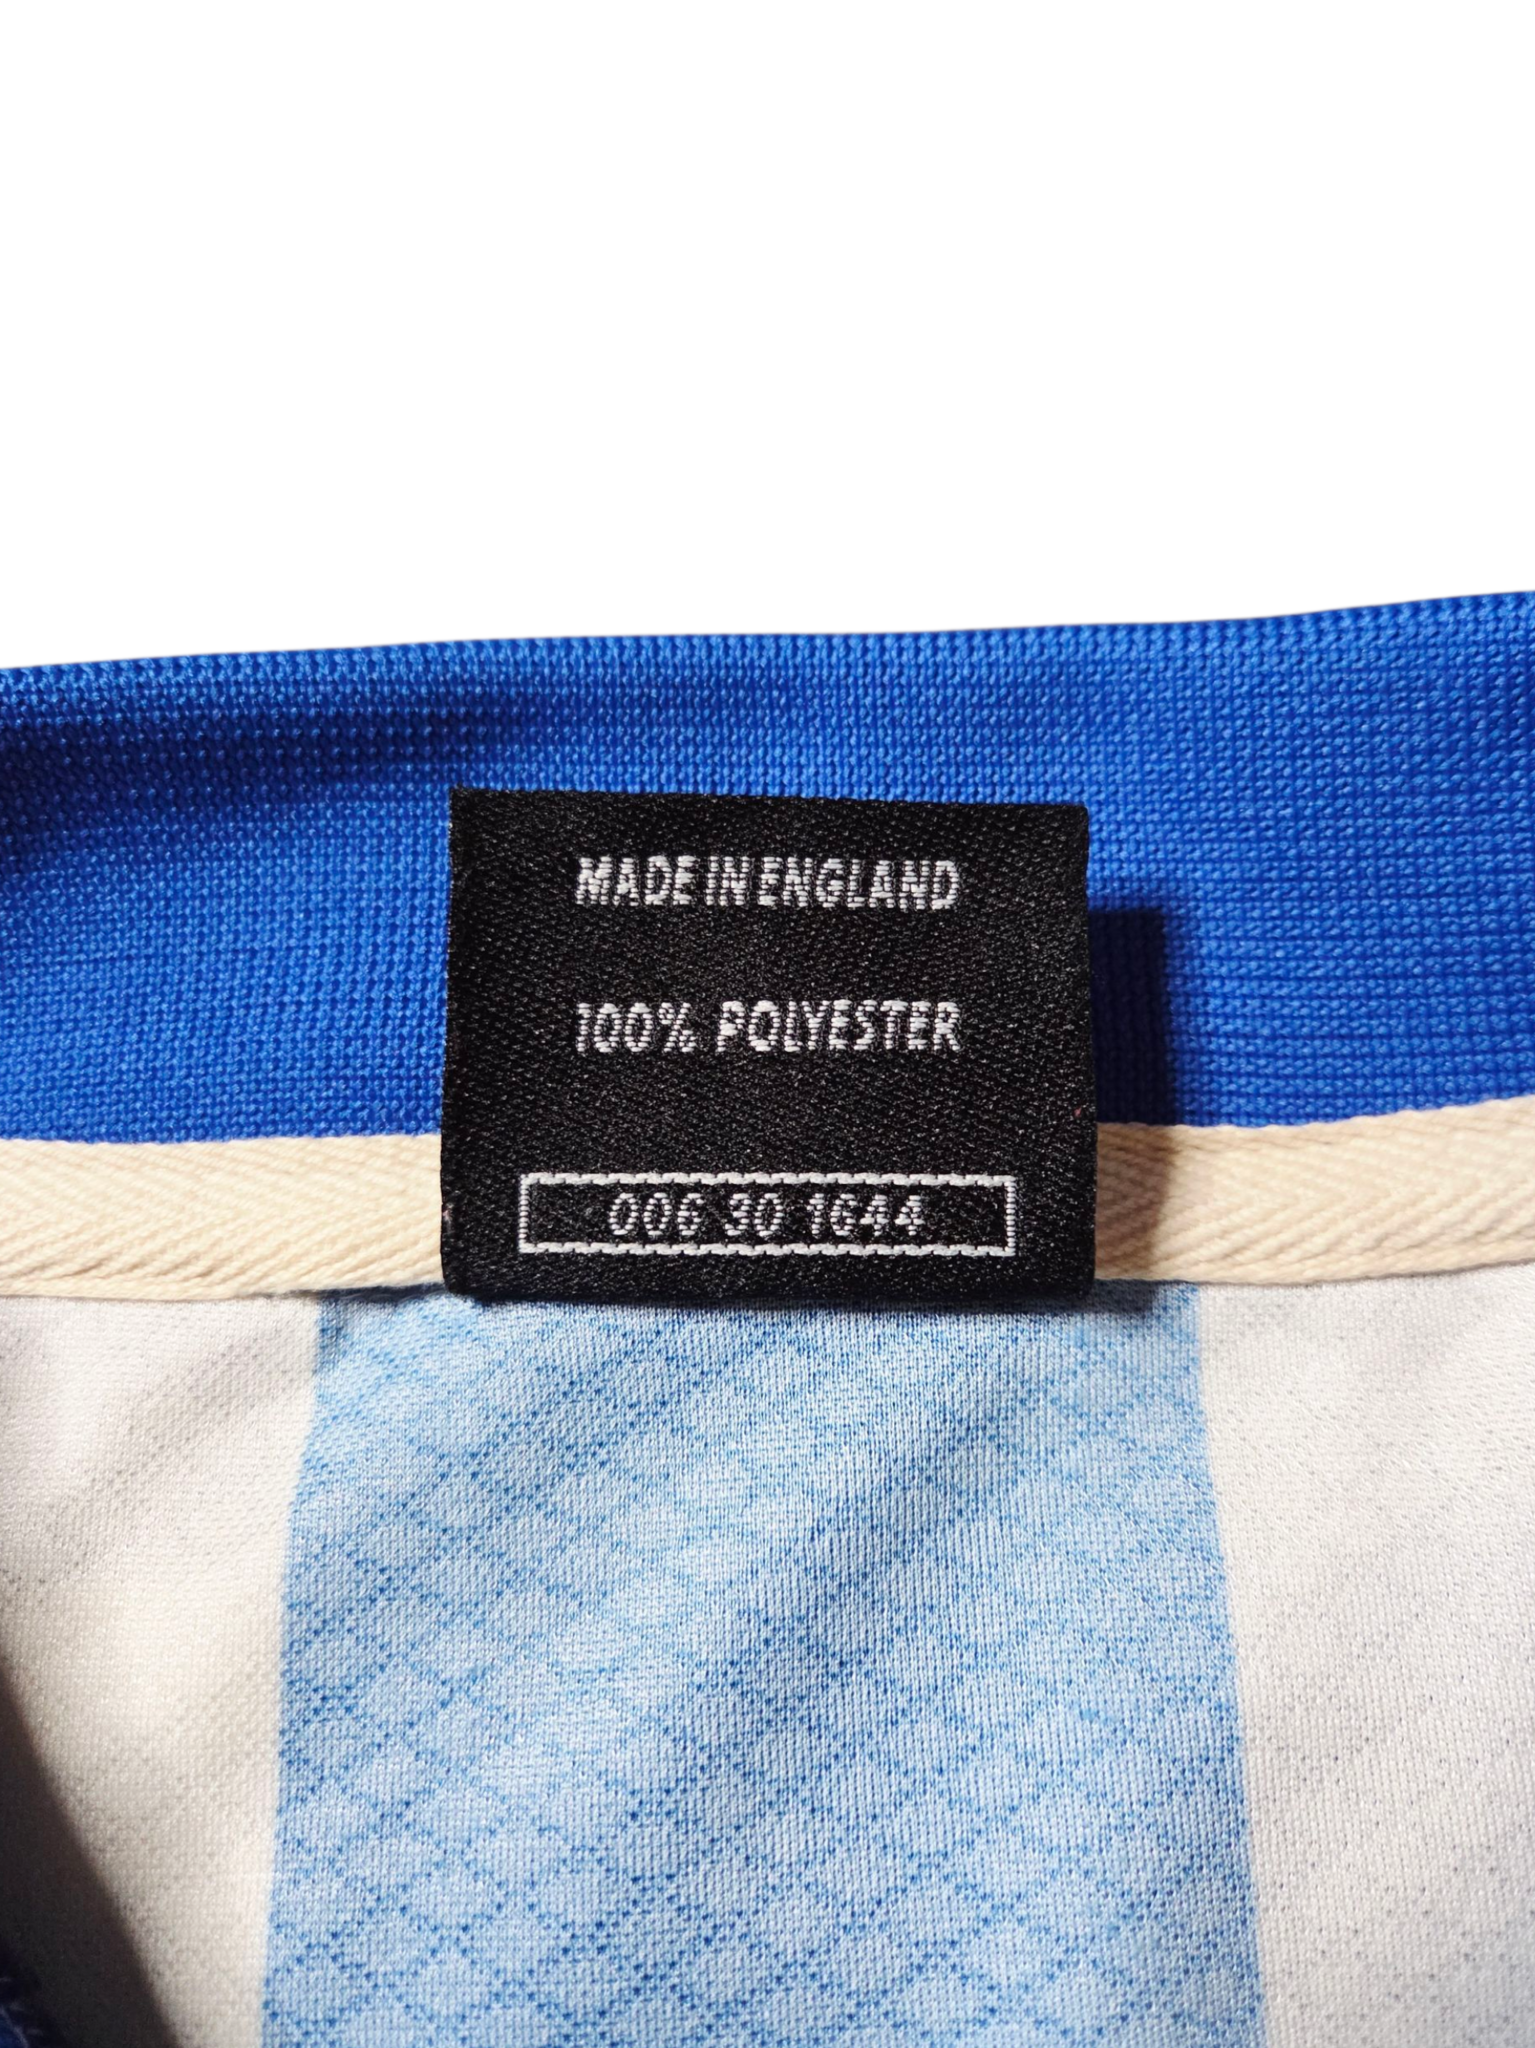 MADE IN ENGLAND
100% POLYESTER
006 30 1644